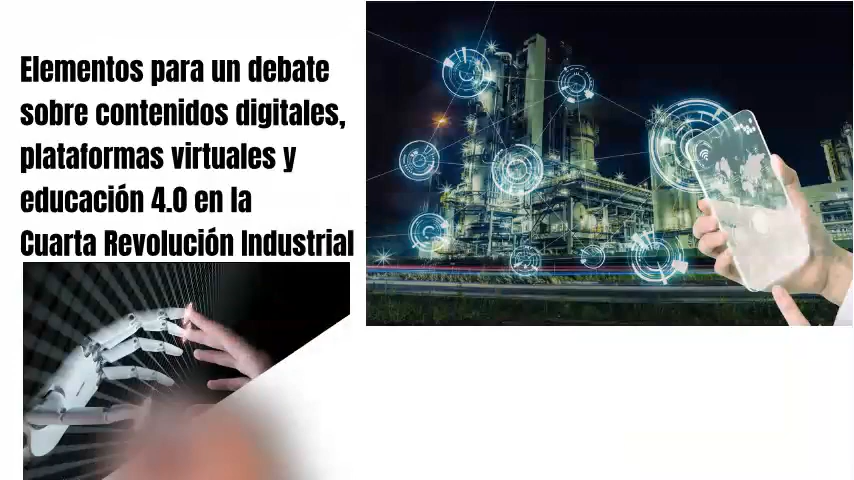 Elementos para un debate
sobre contenidos digitales,
plataformas virtuales y
educación 4.0 en la
Cuarta Revolución Industrial